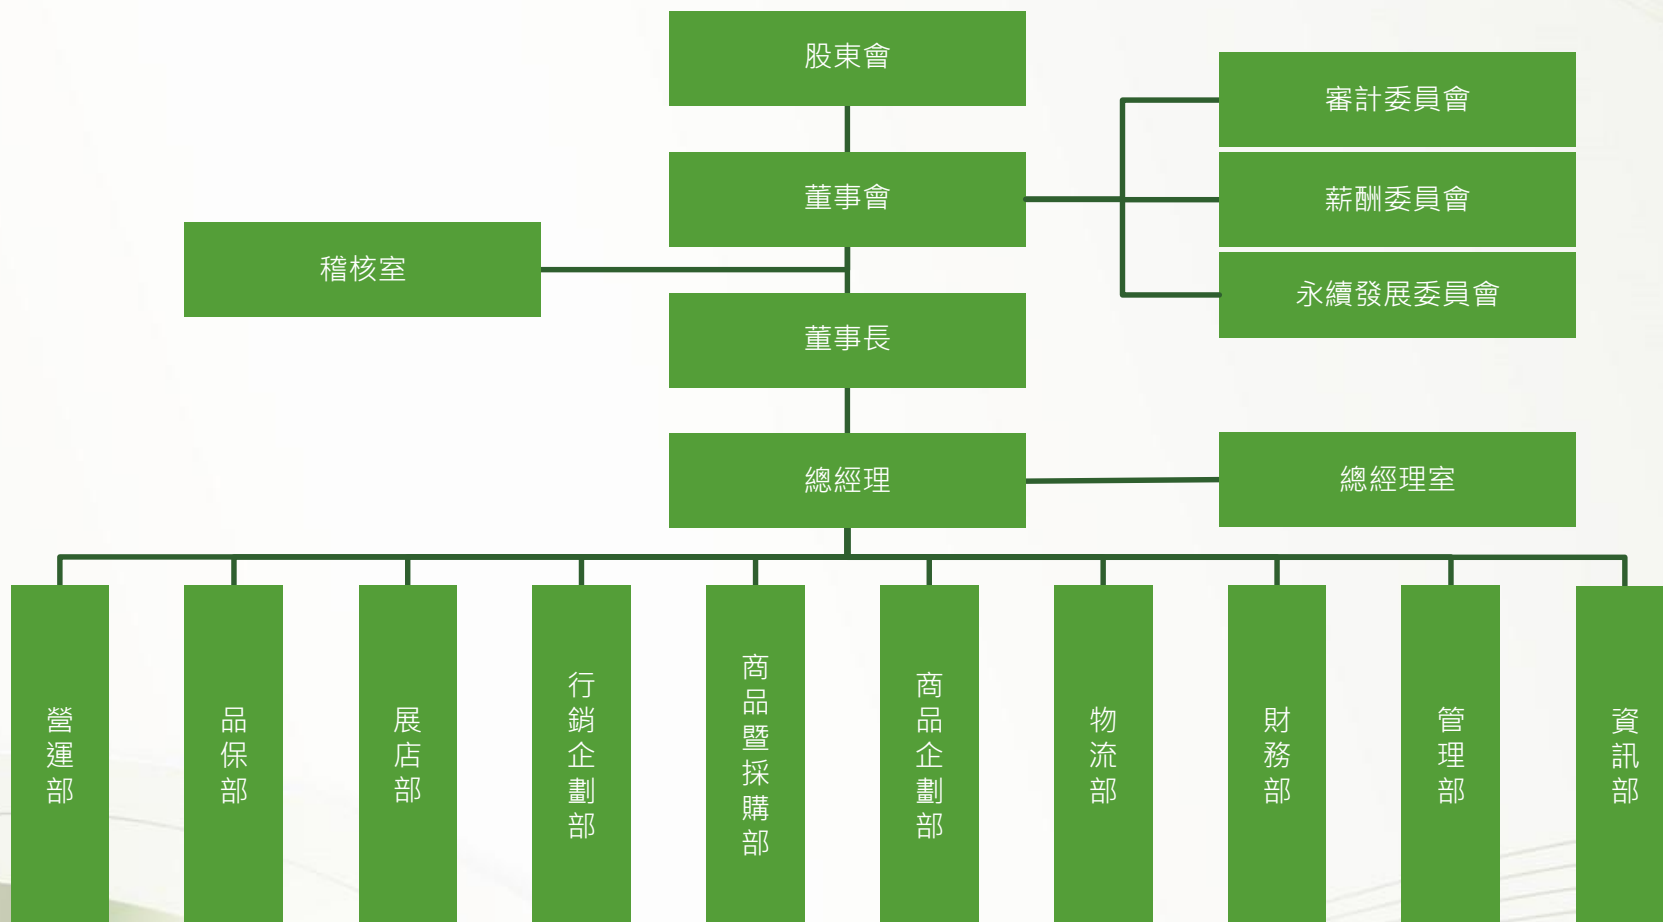 股東會
審計委員會
董事會
薪酬委員會
稽核室
永續發展委員會
董事長
總經理
總經理室
營運部
品保部
展店部
行銷企劃部
商品暨採購部
商品企劃部
物流部
財務部
管理部
資訊部